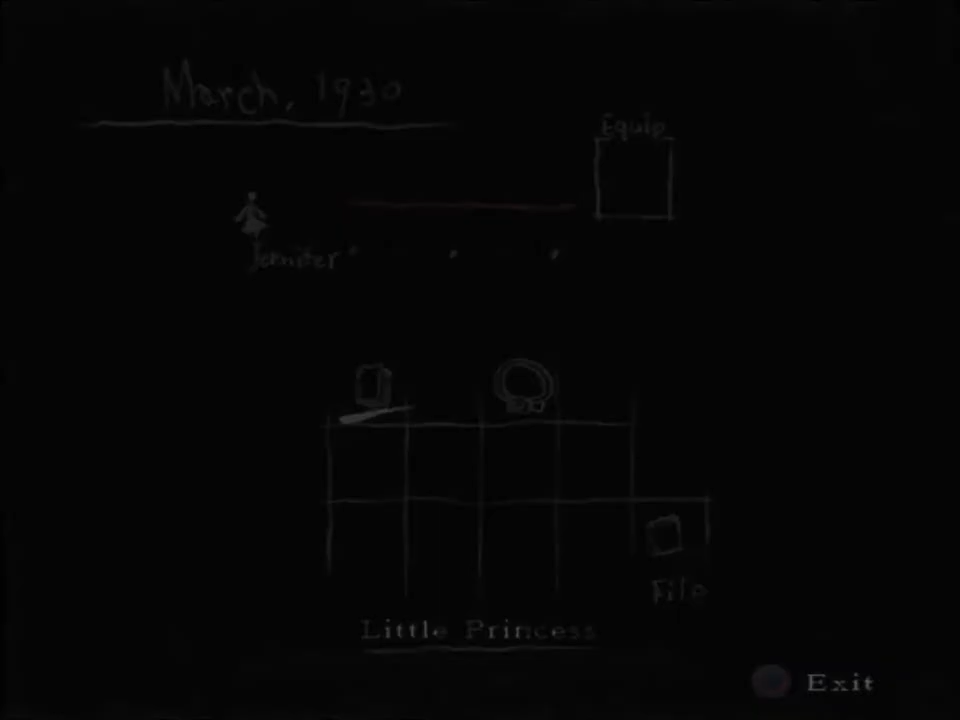 March, 1930
Equip
Jennifer
File
Little Princess
Exit